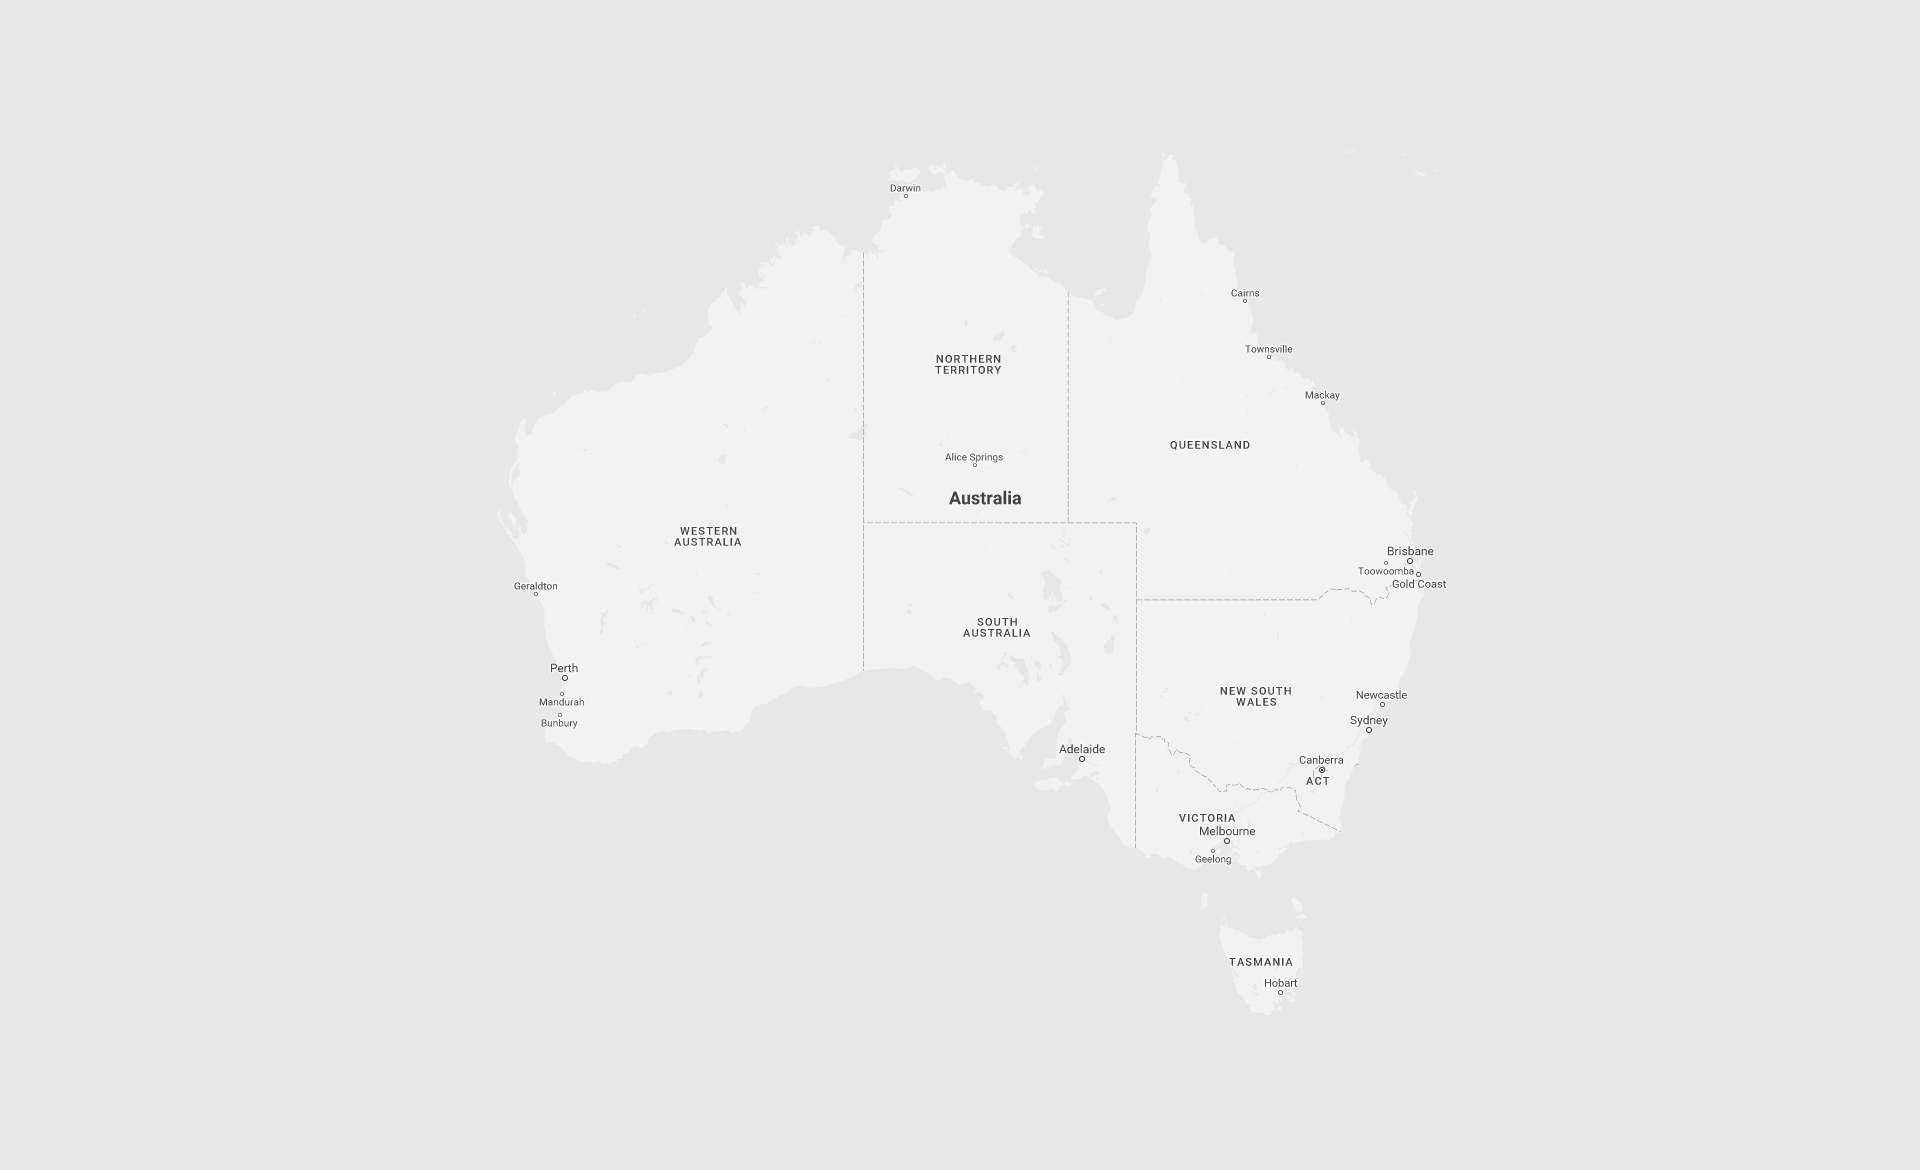 Darwin
Cairns
Townsville
NORTHERN
TERRITORY
Mackay
QUEENSLAND
Alice Springs
Australia
WESTERN
AUSTRALIA
Brisbane
Toowoomba
Gold Coast
Geraldton
SOUTH
AUSTRALIA
Perth
Mandurah
Bunbury
NEW SOUTH
WALES
Newcastle
Sydney
Adelaide
Canberra
ACT
VICTORIA
Melbourne
Geelong
TASMANIA
Hobart